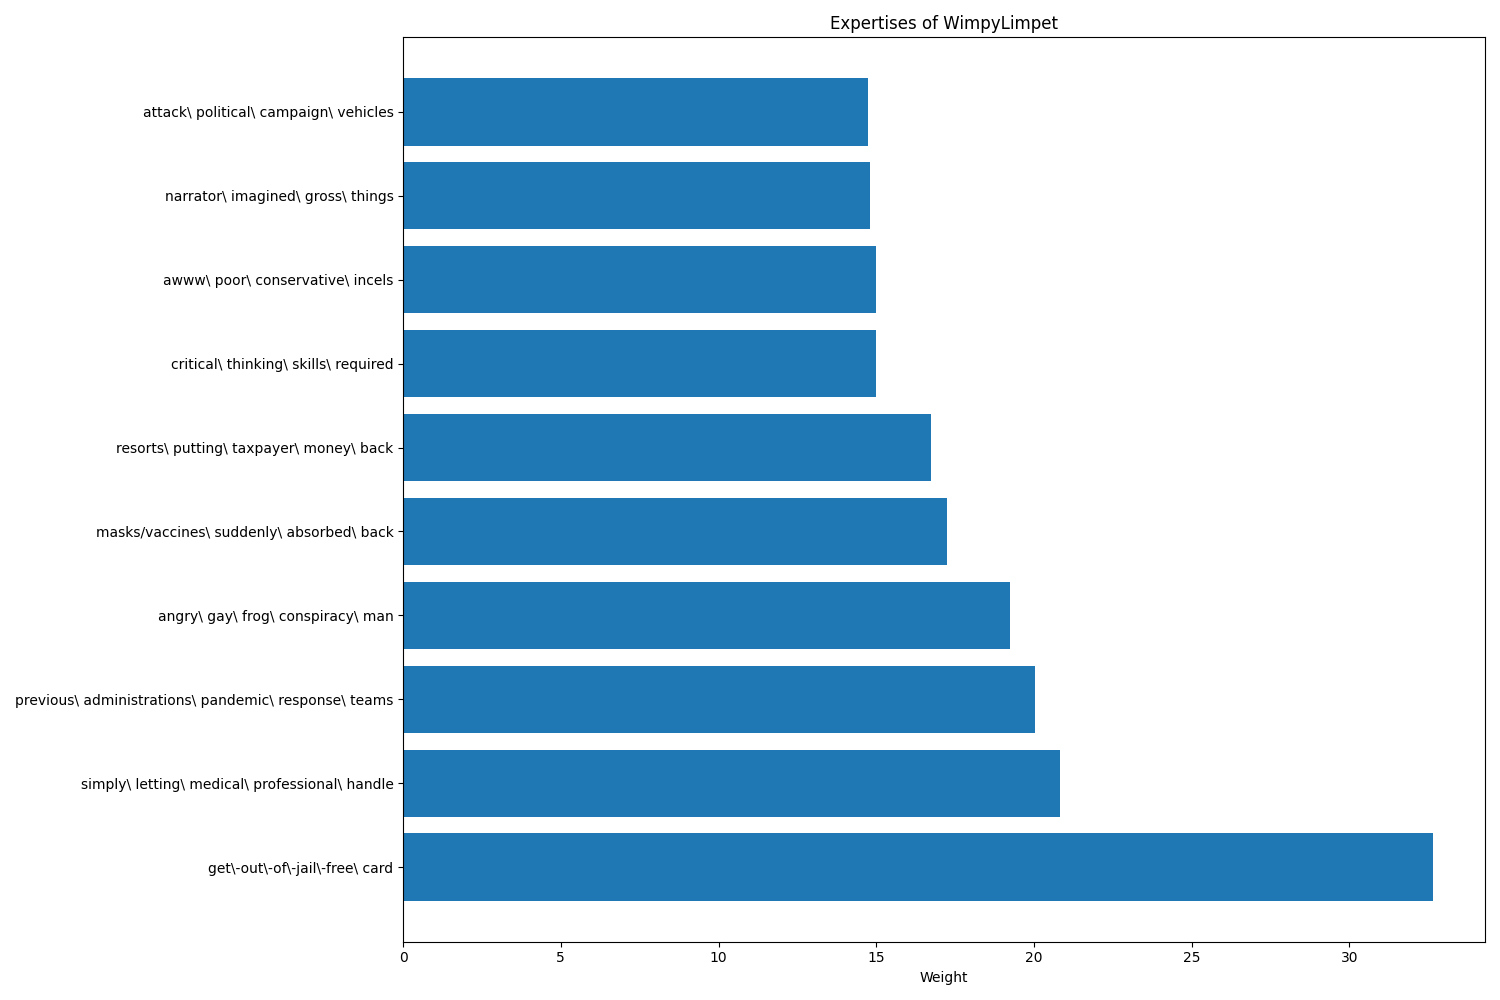 Expertises of WimpyLimpet
attack\ political\ campaign\ vehicles
narrator\ imagined\ gross\ things
awww\ poor\ conservative\ incels
critical\ thinking\ skills\ required
resorts\ putting\ taxpayer\ money\ back
masks/vaccines\ suddenly\ absorbed\ back
angry\ gay\ frog\ conspiracy\ man
previous\ administrations\ pandemic\ response\ teams
simply\ letting\ medical\ professional\ handle
get\-out\-of\-jail\-free\ card
0 5 10 15 20 25 30
Weight